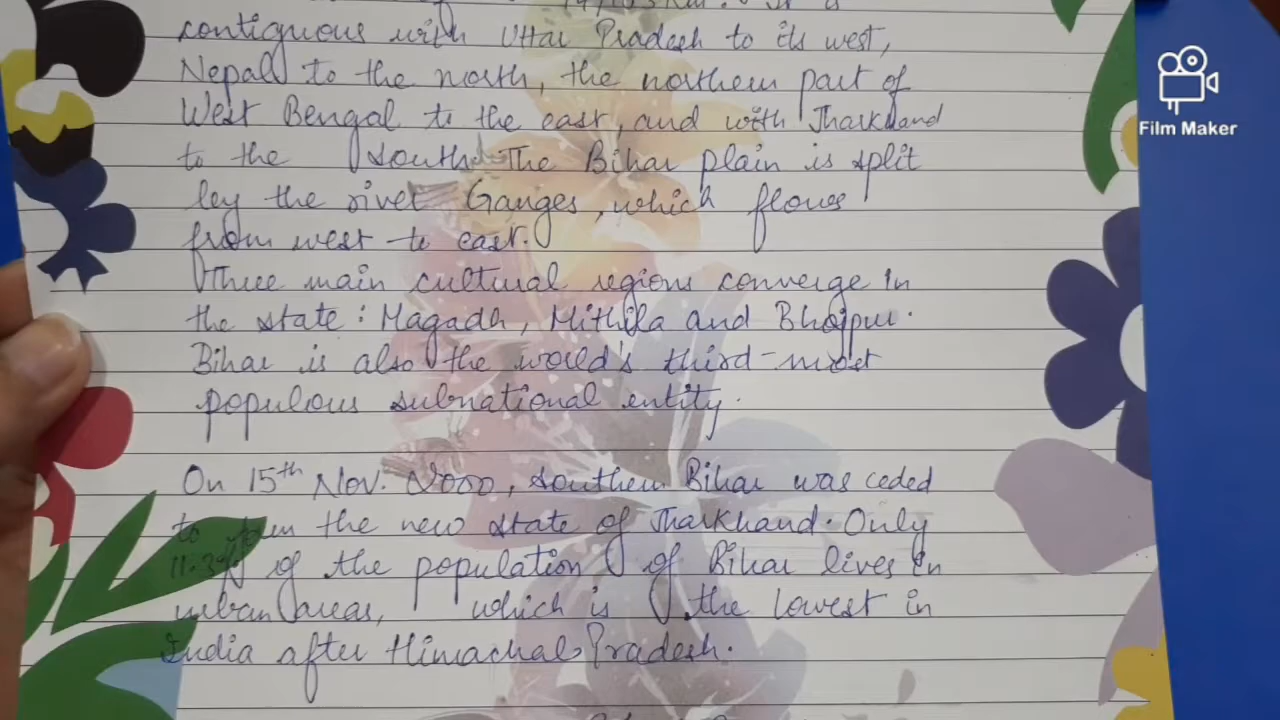 contiguous with Uttar Pradesh to its west,
Nepal to the north, the northern part of
West Bengal to the east, and with Jharkhand
to the south. The Bihar plain is split
by the river Ganges, which flows
from west to east.
Three main cultural regions converge in
the state: Magadh, Mithila and Bhojpur.
Bihar is also the world's third-most
populous subnational entity.
On 15th Nov. 2000, southern Bihar was ceded
to form the new state of Jharkhand. Only
11.3% of the population of Bihar lives in
urban areas, which is the lowest in
India after Himachal Pradesh.
Film Maker